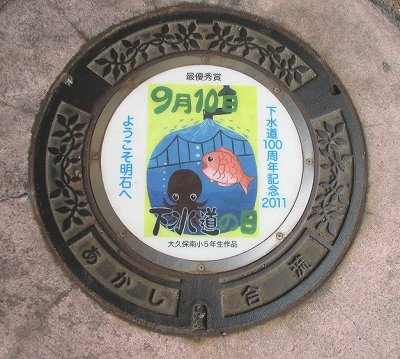 最優秀賞
9月10日
ようこそ明石へ
下水道100周年記念2011
下水道の日
大久保南小5年生作品
あかし
合流